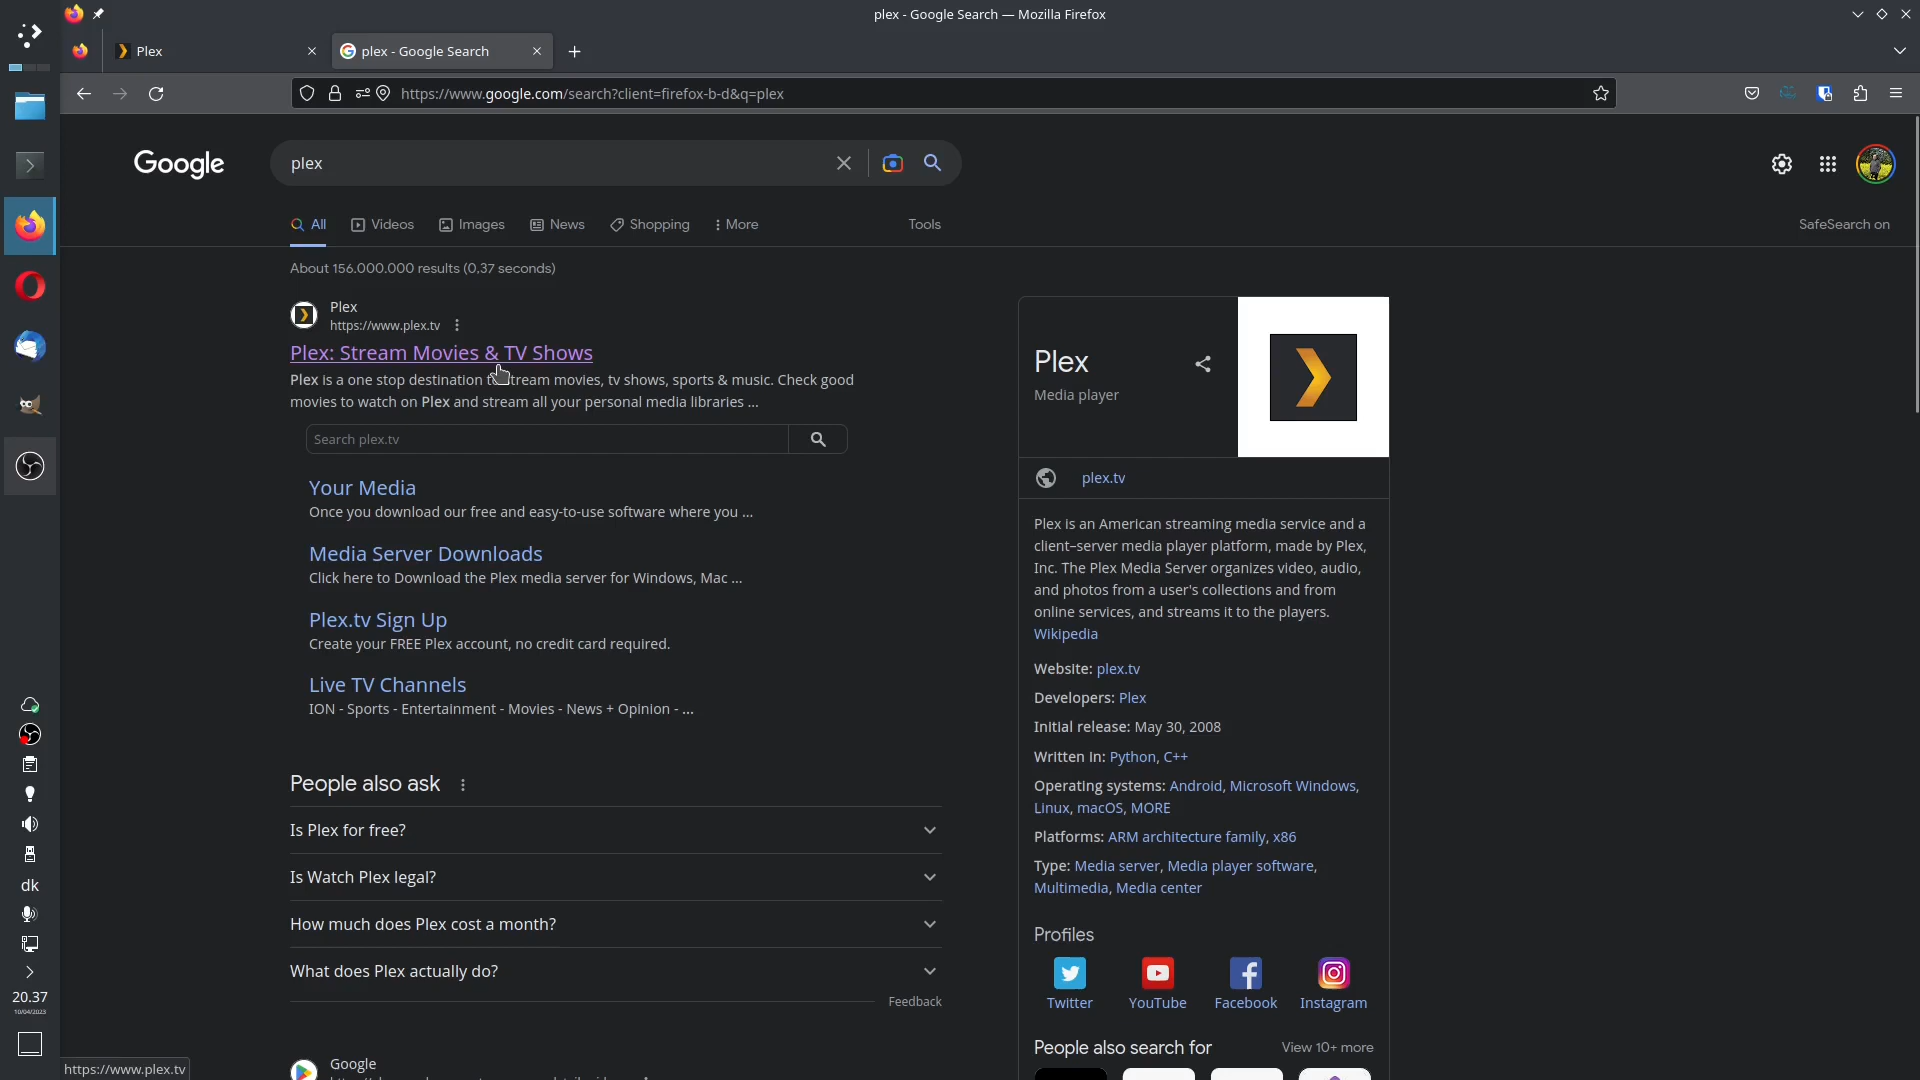 plex - Google Search — Mozilla Firefox
Plex
plex - Google Search
https://www.google.com/search?client=firefox-b-d&q=plex
Google
plex
All
Videos
Images
News
Shopping
More
Tools
SafeSearch on
About 156.000.000 results (0,37 seconds)
Plex
https://www.plex.tv
Plex: Stream Movies & TV Shows
Plex is a one stop destination tream movies, tv shows, sports & music. Check good
movies to watch on Plex and stream all your personal media libraries ...
Search plex.tv
Your Media
Once you download our free and easy-to-use software where you ...
Media Server Downloads
Click here to Download the Plex media server for Windows, Mac ...
Plex.tv Sign Up
Create your FREE Plex account, no credit card required.
Live TV Channels
ION - Sports - Entertainment - Movies - News + Opinion - ...
People also ask
Is Plex for free?
Is Watch Plex legal?
How much does Plex cost a month?
What does Plex actually do?
Feedback
Google
Plex
Media player
plex.tv
Plex is an American streaming media service and a
client–server media player platform, made by Plex,
Inc. The Plex Media Server organizes video, audio,
and photos from a user's collections and from
online services, and streams it to the players.
Wikipedia
Website: plex.tv
Developers: Plex
Initial release: May 30, 2008
Written in: Python, C++
Operating systems: Android, Microsoft Windows,
Linux, macOS, MORE
Platforms: ARM architecture family, x86
Type: Media server, Media player software,
Multimedia, Media center
Profiles
Twitter
YouTube
Facebook
Instagram
People also search for
View 10+ more
dk
20.37
10/04/2023
https://www.plex.tv